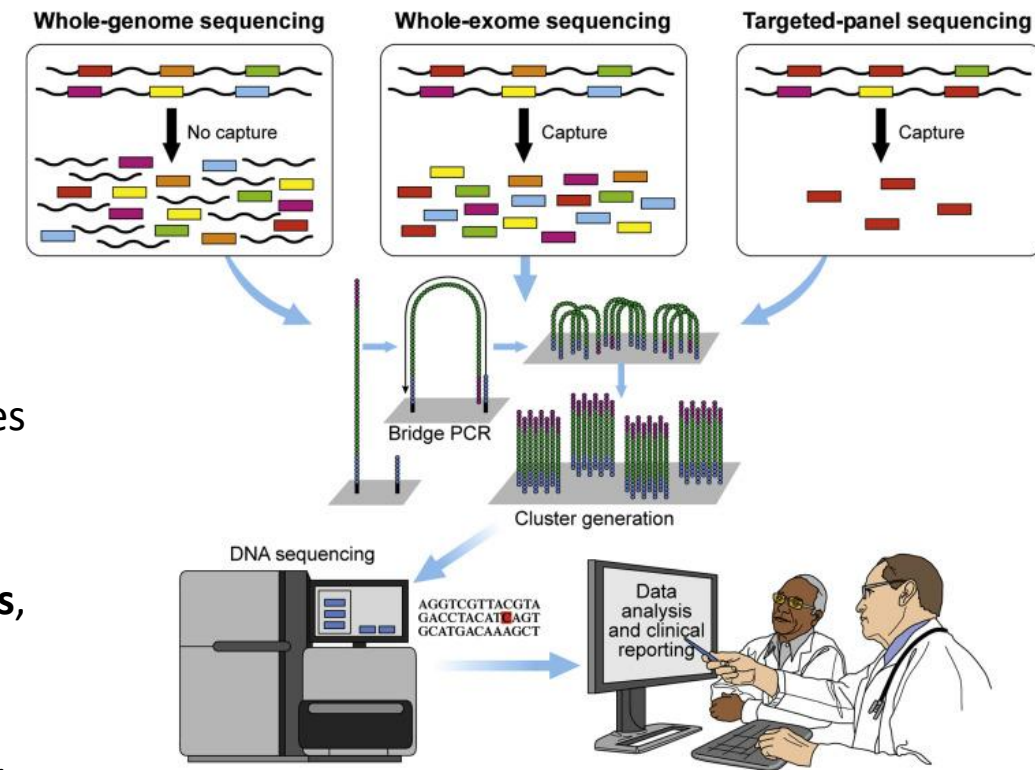 Whole-genome sequencing
Whole-exome sequencing
Targeted-panel sequencing
No capture
Capture
Capture
es
Bridge PCR
Cluster generation
s,
DNA sequencing
AGGTCGTTACGTA
GACCTACATCAGT
GCATGACAAAGCT
Data
analysis
and clinical
reporting